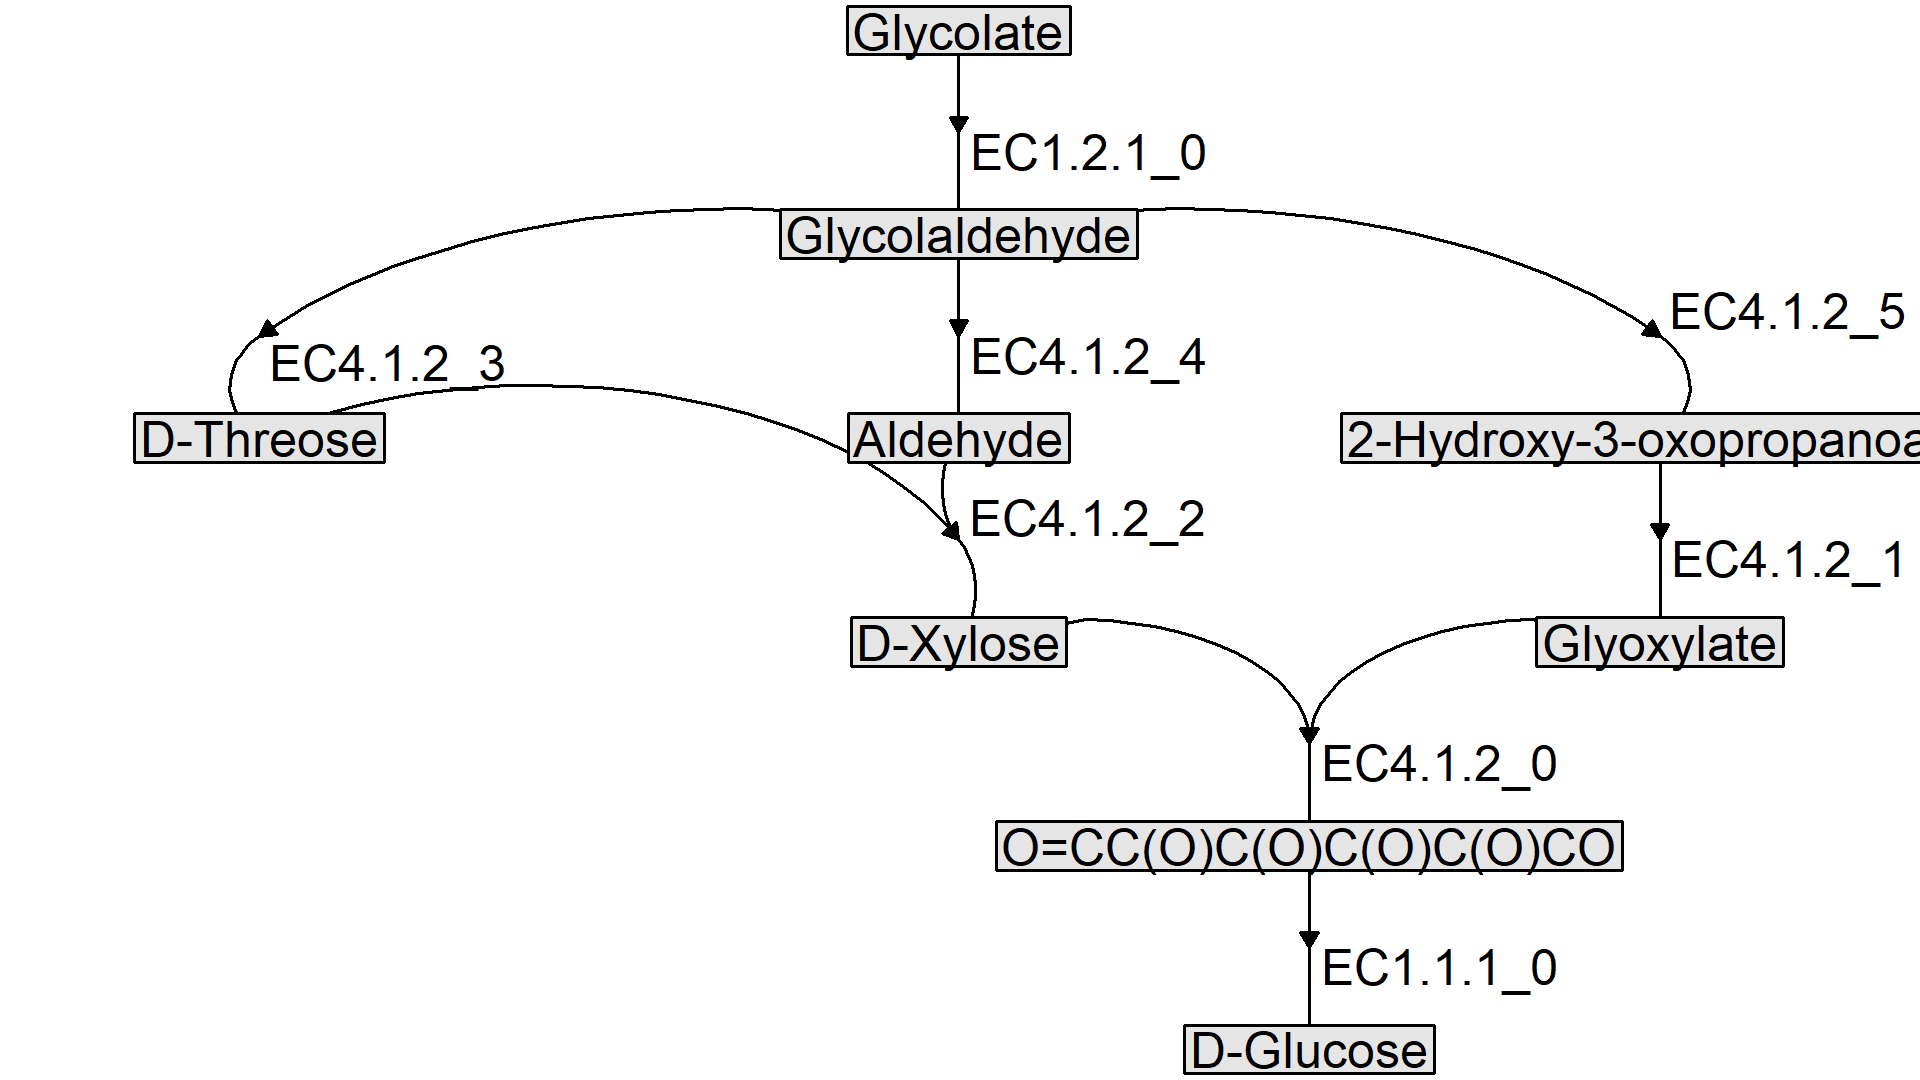 Glycolate
EC1.2.1_0
Glycolaldehyde
EC4.1.2_5
EC4.1.2_3
EC4.1.2_4
D-Threose
Aldehyde
2-Hydroxy-3-oxopropanoa
EC4.1.2_2
EC4.1.2_1
D-Xylose
Glyoxylate
EC4.1.2_0
O=CC(O)C(O)C(O)C(O)CO
EC1.1.1_0
D-Glucose